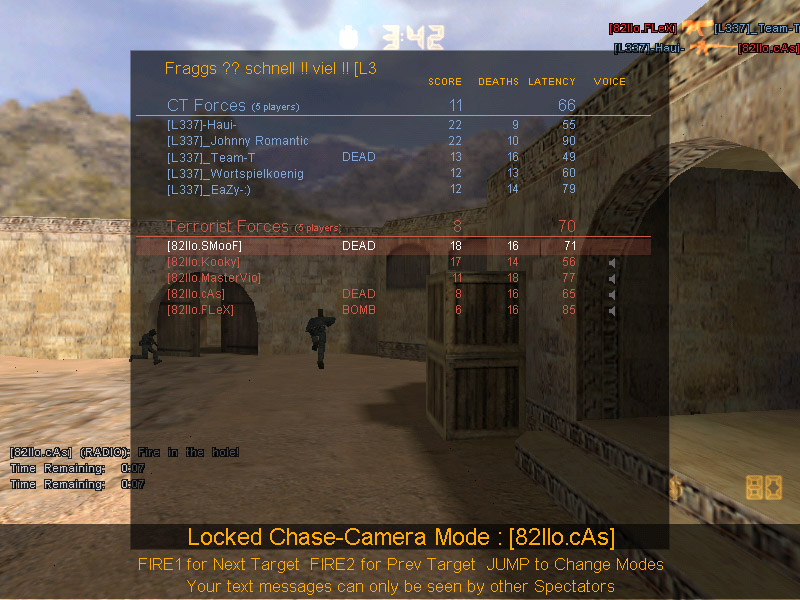 [82llo.FLeX] [L337]_Team-T
3:42 [L337]-Haui- [82llo.cAs]
Fraggs ?? schnell !! viel !! [L3
SCORE DEATHS LATENCY VOICE
CT Forces (5 players) 11 66
[L337]-Haui- 22 9 55
[L337]_Johnny Romantic 22 10 90
[L337]_Team-T DEAD 13 16 49
[L337]_Wortspielkoenig 12 13 60
[L337]_EaZy-:) 12 14 79
Terrorist Forces (5 players) 8 70
[82llo.SMooF] DEAD 18 16 71
[82llo.Kooky] 17 14 56
[82llo.MasterVio] 11 18 77
[82llo.cAs] DEAD 8 16 65
[82llo.FLeX] BOMB 6 16 85
[82llo.cAs] (RADIO): Fire in the hole!
Time Remaining: 0:07
Time Remaining: 0:07
Locked Chase-Camera Mode : [82llo.cAs]
FIRE1 for Next Target FIRE2 for Prev Target JUMP to Change Modes
Your text messages can only be seen by other Spectators